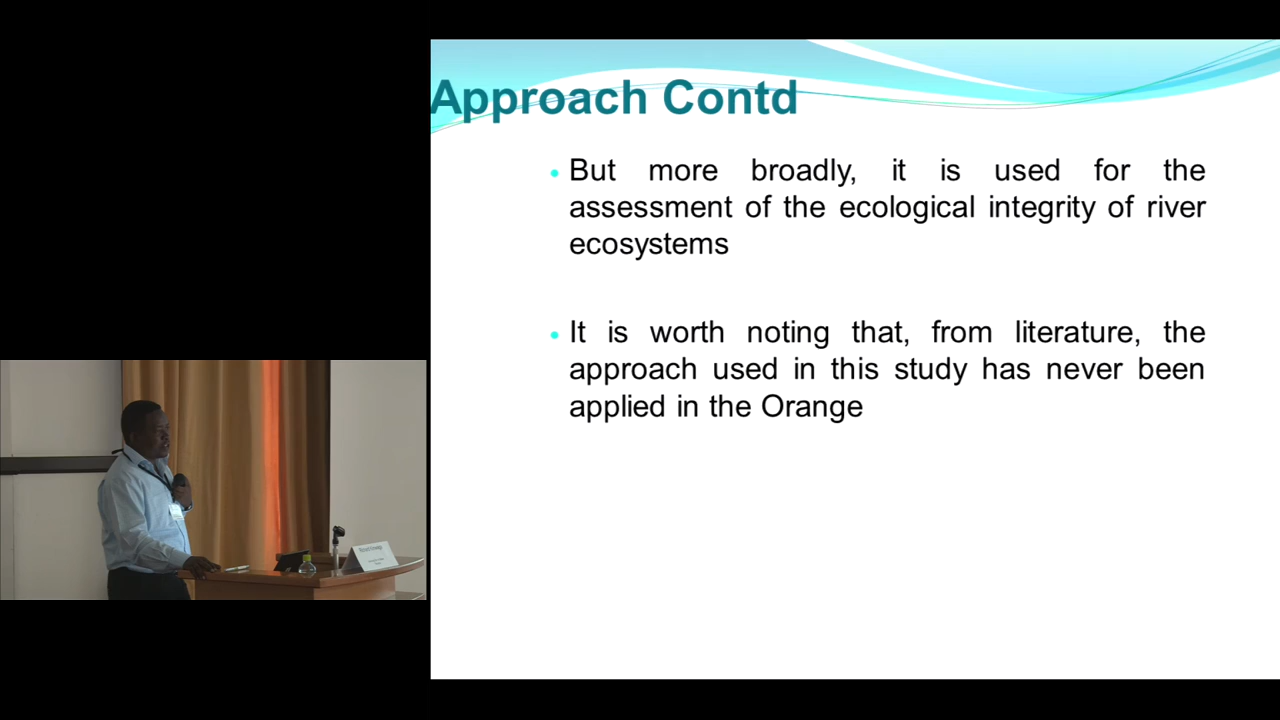 Approach Contd
But more broadly, it is used for the
assessment of the ecological integrity of river
ecosystems
It is worth noting that, from literature, the
approach used in this study has never been
applied in the Orange